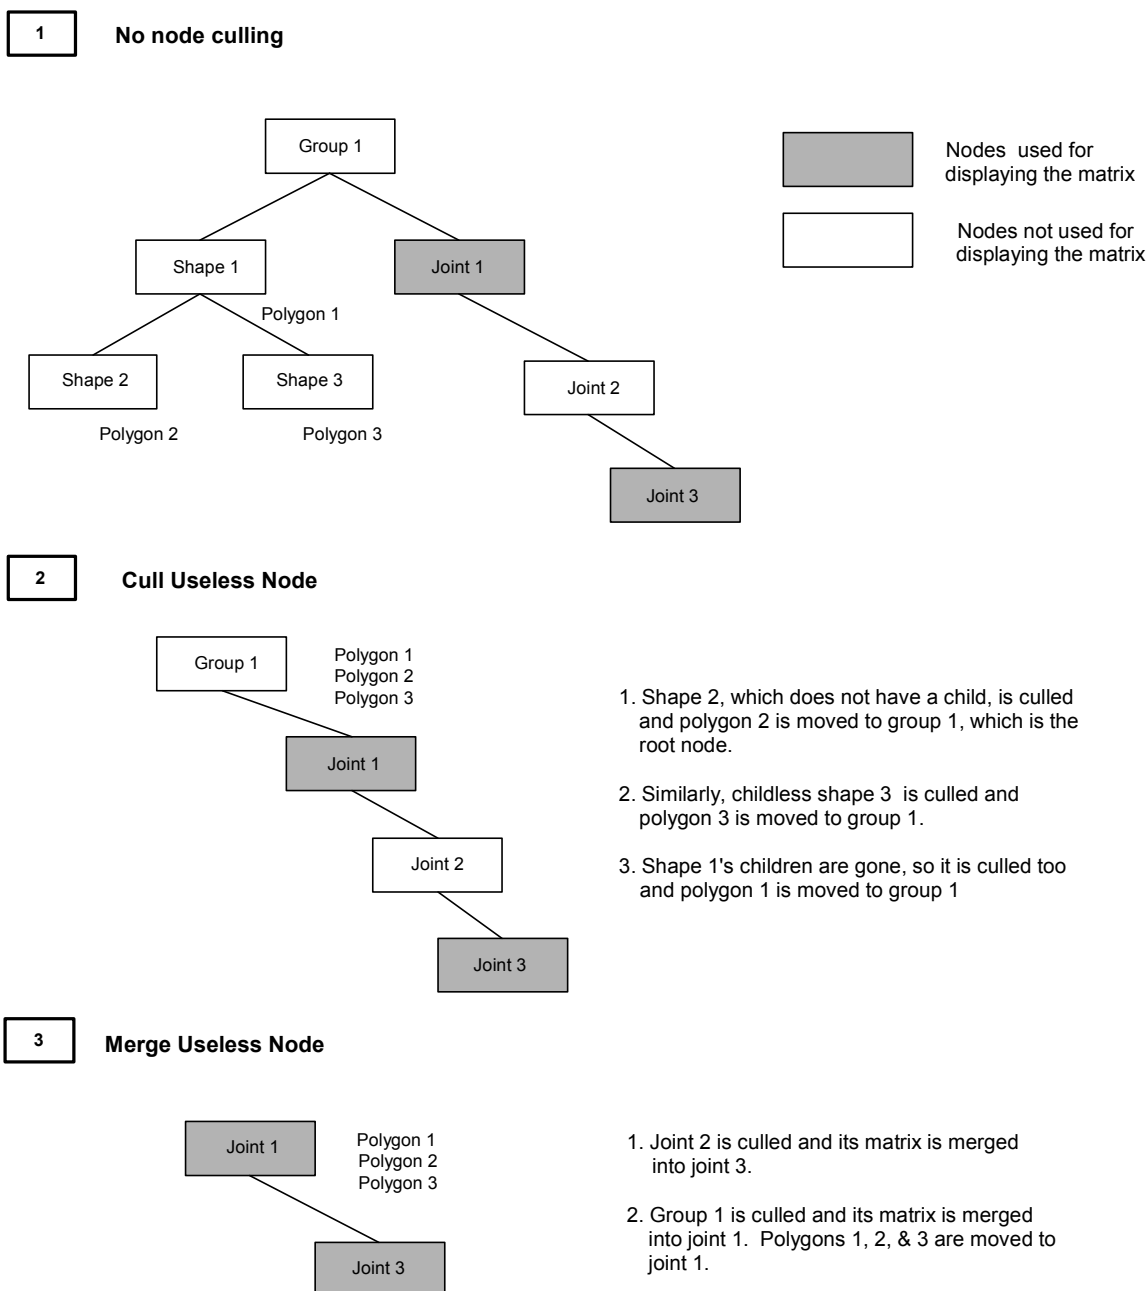 1
No node culling
Group 1
Nodes used for
displaying the matrix
Shape 1
Joint 1
Nodes not used for
displaying the matrix
Polygon 1
Shape 2
Shape 3
Joint 2
Polygon 2
Polygon 3
Joint 3
2
Cull Useless Node
Group 1
Polygon 1
Polygon 2
Polygon 3
Joint 1
Joint 2
Joint 3
1. Shape 2, which does not have a child, is culled
and polygon 2 is moved to group 1, which is the
root node.
2. Similarly, childless shape 3 is culled and
polygon 3 is moved to group 1.
3. Shape 1's children are gone, so it is culled too
and polygon 1 is moved to group 1
3
Merge Useless Node
Joint 1
Polygon 1
Polygon 2
Polygon 3
Joint 3
1. Joint 2 is culled and its matrix is merged
into joint 3.
2. Group 1 is culled and its matrix is merged
into joint 1. Polygons 1, 2, & 3 are moved to
joint 1.